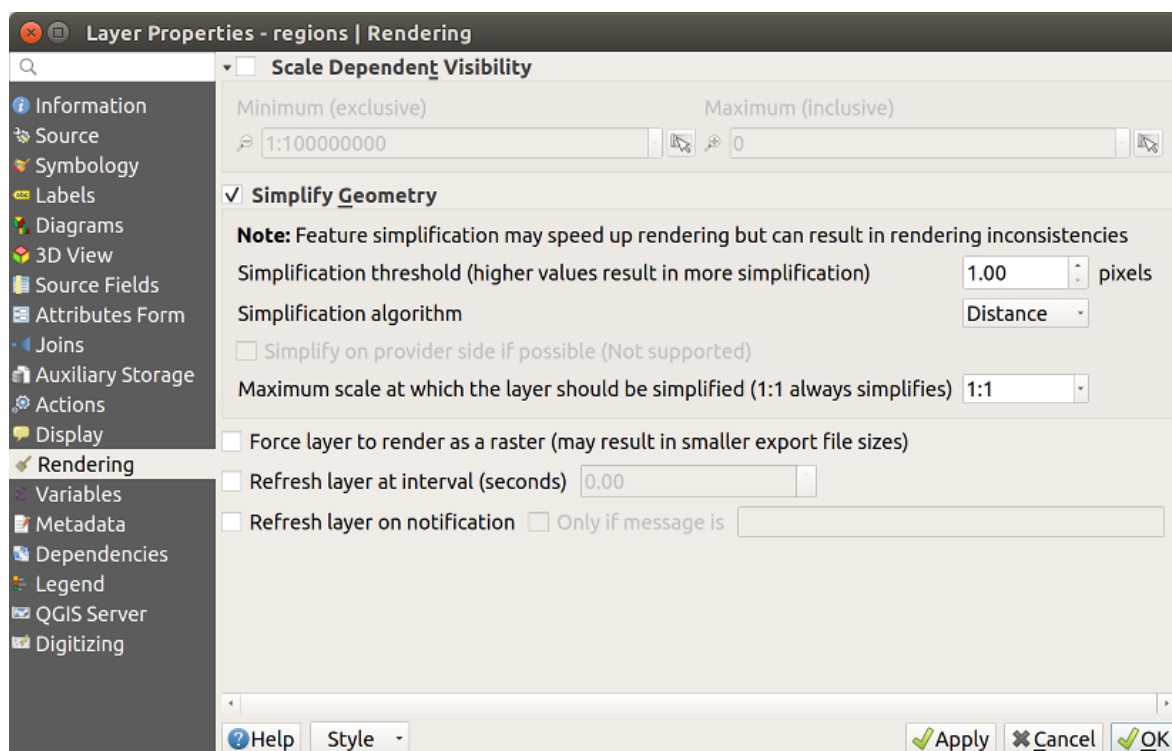 Layer Properties - regions | Rendering
Information
Source
Symbology
Labels
Diagrams
3D View
Source Fields
Attributes Form
Joins
Auxiliary Storage
Actions
Display
Rendering
Variables
Metadata
Dependencies
Legend
QGIS Server
Digitizing
Scale Dependent Visibility
Minimum (exclusive) Maximum (inclusive)
1:100000000 0
Simplify Geometry
Note: Feature simplification may speed up rendering but can result in rendering inconsistencies
Simplification threshold (higher values result in more simplification) 1.00 pixels
Simplification algorithm Distance
Simplify on provider side if possible (Not supported)
Maximum scale at which the layer should be simplified (1:1 always simplifies) 1:1
Force layer to render as a raster (may result in smaller export file sizes)
Refresh layer at interval (seconds) 0.00
Refresh layer on notification Only if message is
Help Style Apply Cancel OK